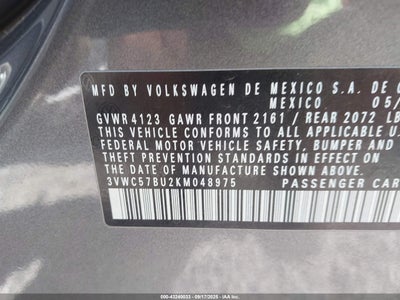 MFD BY VOLKSWAGEN DE MEXICO S.A. DE C
MEXICO 05/
GVWR 4123 GAWR FRONT 2161 / REAR 2072 LB
THIS VEHICLE CONFORMS TO ALL APPLICABLE
FEDERAL MOTOR VEHICLE SAFETY, BUMPER AND
THEFT PREVENTION STANDARDS IN EFFECT ON
THE DATE OF MANUFACTURE SHOWN ABOVE.
3VWC57BU2KM048975 PASSENGER CAR
000-43240033 - 09/17/2025 - IAA Inc.